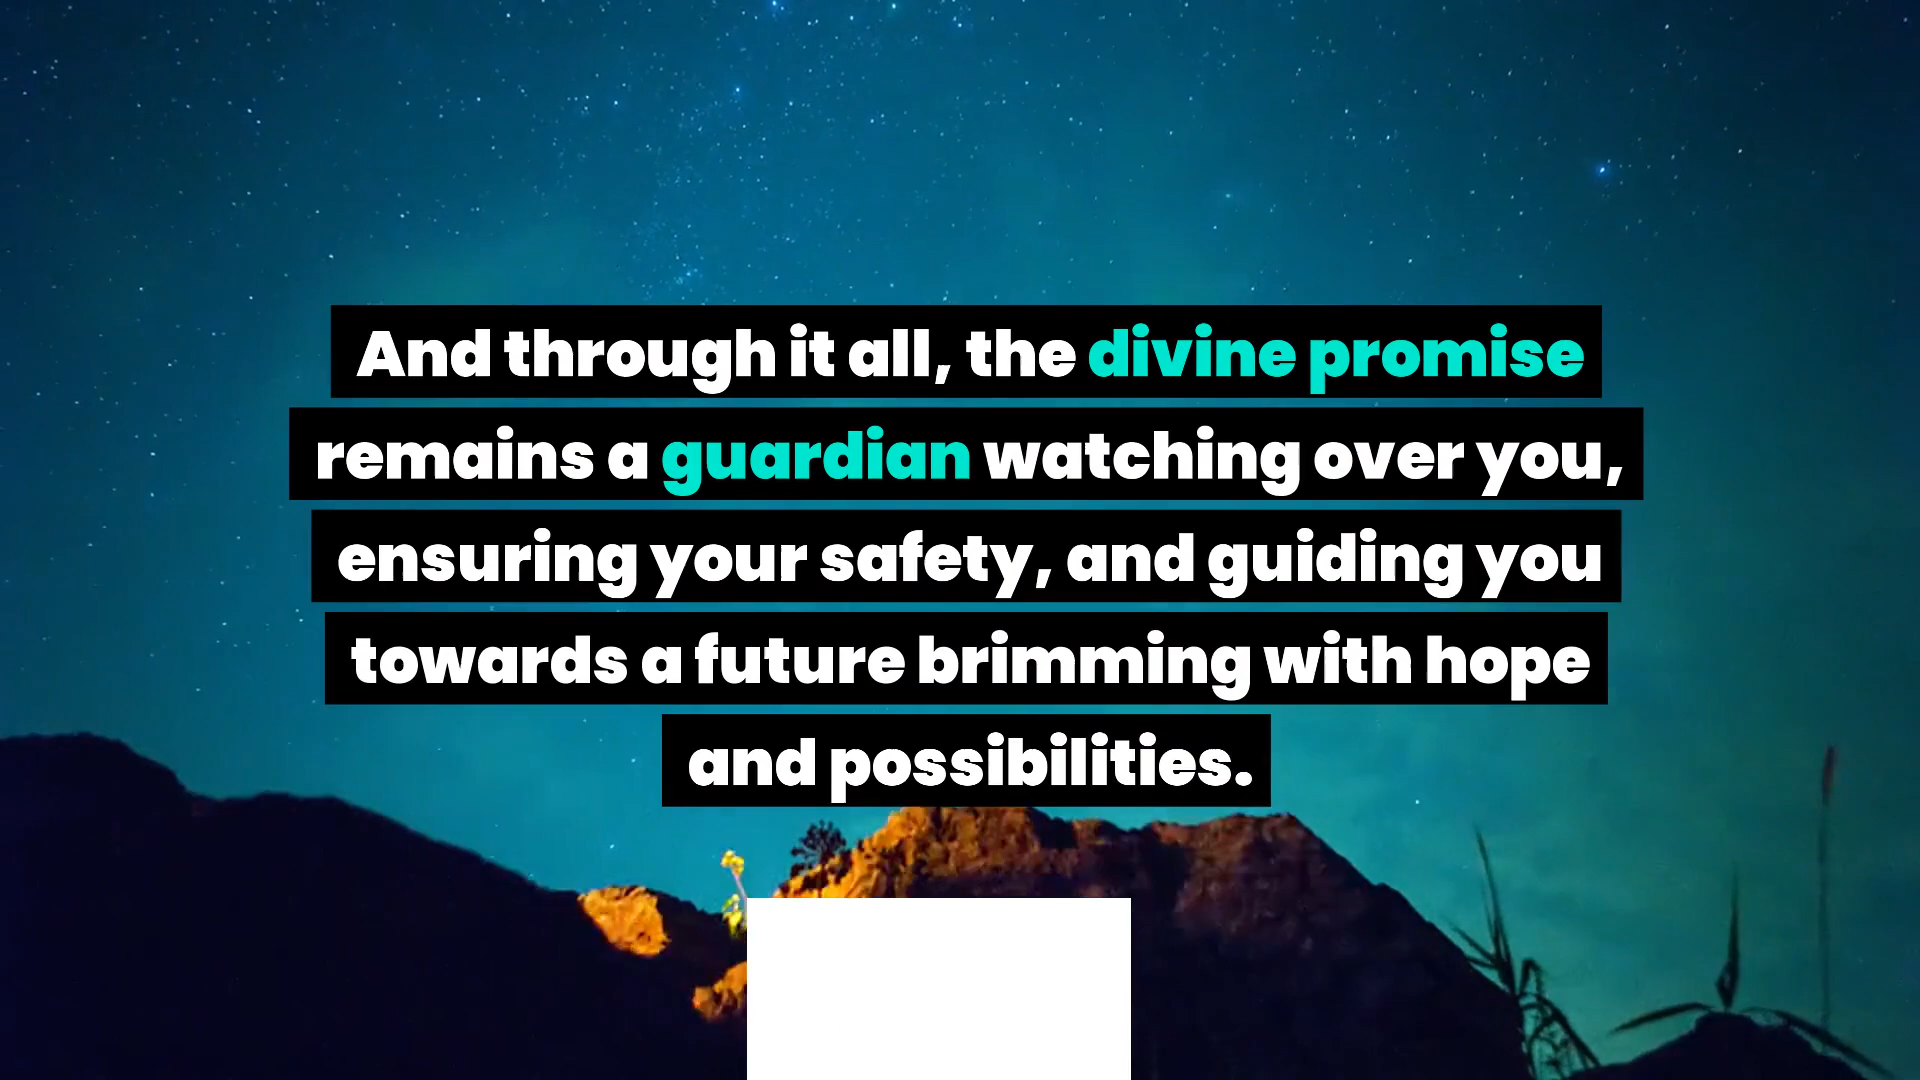 And through it all, the divine promise
remains a guardian watching over you,
ensuring your safety, and guiding you
towards a future brimming with hope
and possibilities.